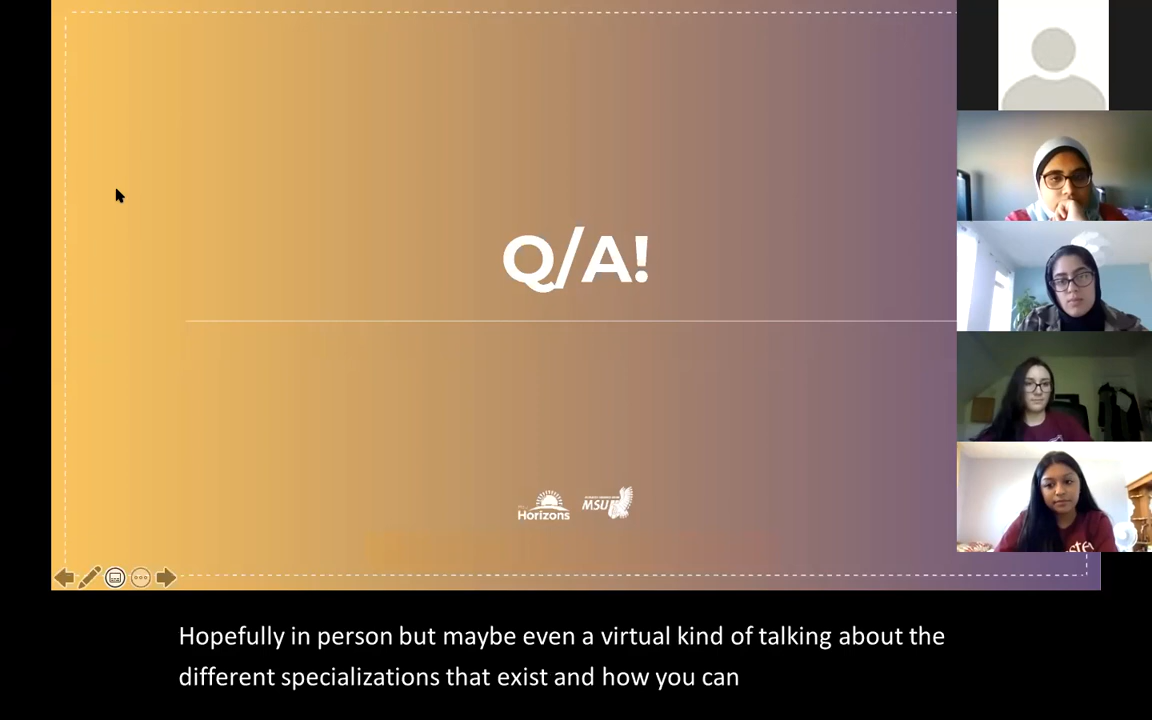 Q/A!
Horizons
MSU
Hopefully in person but maybe even a virtual kind of talking about the
different specializations that exist and how you can